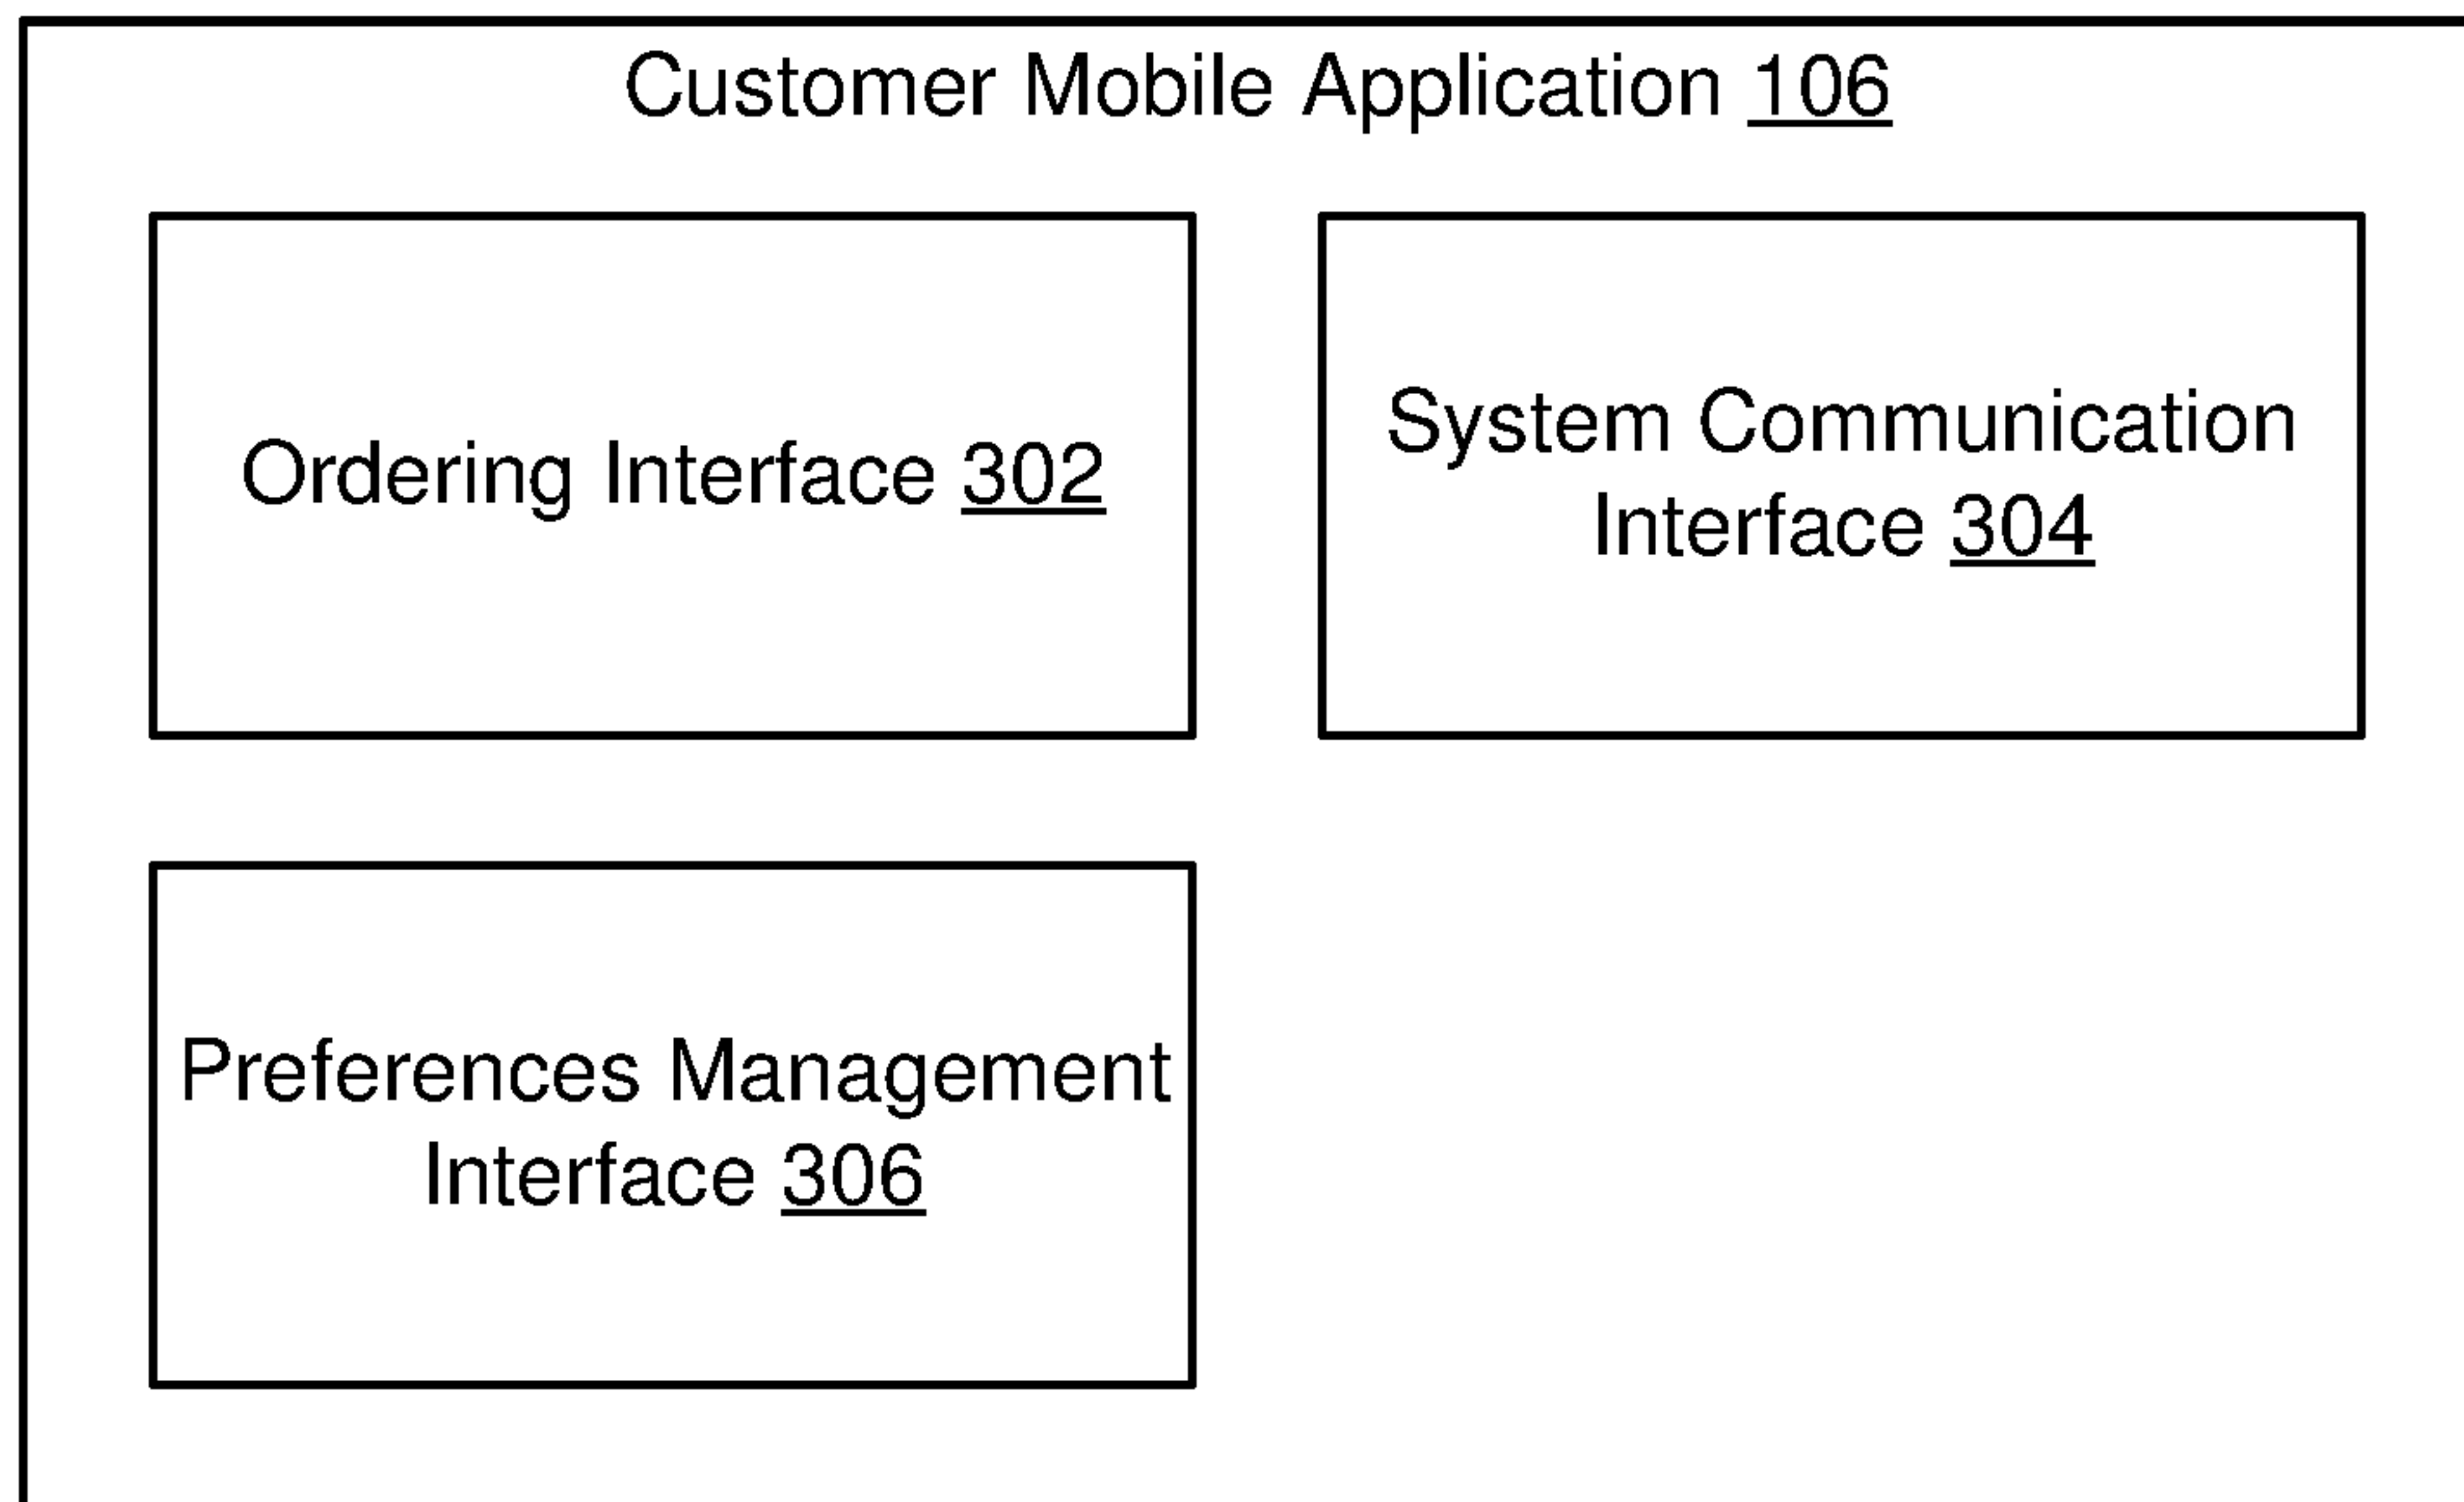 Customer Mobile Application 106
Ordering Interface 302
System Communication
Interface 304
Preferences Management
Interface 306